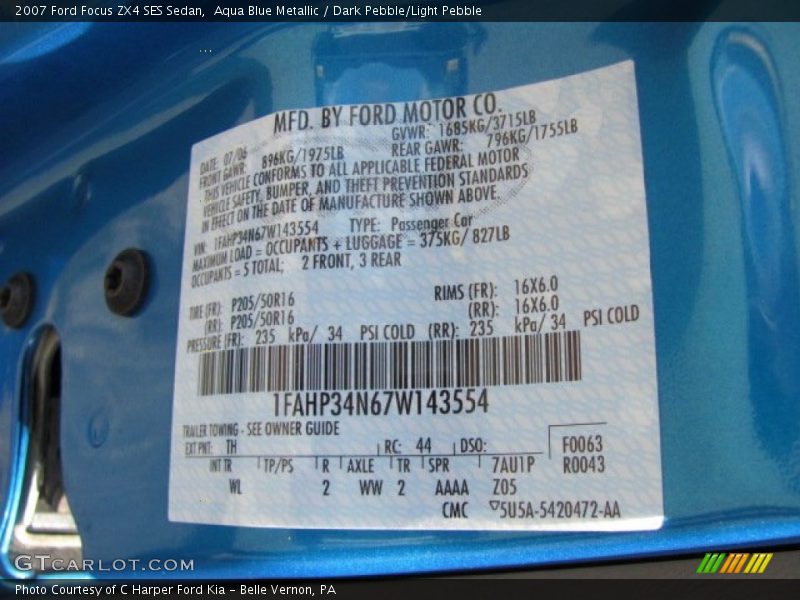 2007 Ford Focus ZX4 SES Sedan,  Aqua Blue Metallic / Dark Pebble/Light Pebble
MFD. BY FORD MOTOR CO.
DATE: 07/06 GVWR: 1685KG/3715LB
FRONT GAWR: 896KG/1975LB REAR GAWR: 796KG/1755LB
THIS VEHICLE CONFORMS TO ALL APPLICABLE FEDERAL MOTOR
VEHICLE SAFETY, BUMPER, AND THEFT PREVENTION STANDARDS
IN EFFECT ON THE DATE OF MANUFACTURE SHOWN ABOVE.
VIN: 1FAHP34N67W143554 TYPE: Passenger Car
MAXIMUM LOAD = OCCUPANTS + LUGGAGE = 375KG/ 827LB
OCCUPANTS = 5 TOTAL; 2 FRONT, 3 REAR
TIRE (FR): P205/50R16 RIMS (FR): 16X6.0
(RR): P205/50R16 (RR): 16X6.0
PRESSURE (FR): 235 kPa/ 34 PSI COLD (RR): 235 kPa/ 34 PSI COLD
1FAHP34N67W143554
TRAILER TOWING - SEE OWNER GUIDE
EXT PNT: TH RC: 44 DSO: F0063
INT TR TP/PS R AXLE TR SPR 7AU1P R0043
WL 2 WW 2 AAAA Z05
CMC ▽5U5A-5420472-AA
GTCARLOT.COM
Photo Courtesy of C Harper Ford Kia – Belle Vernon, PA